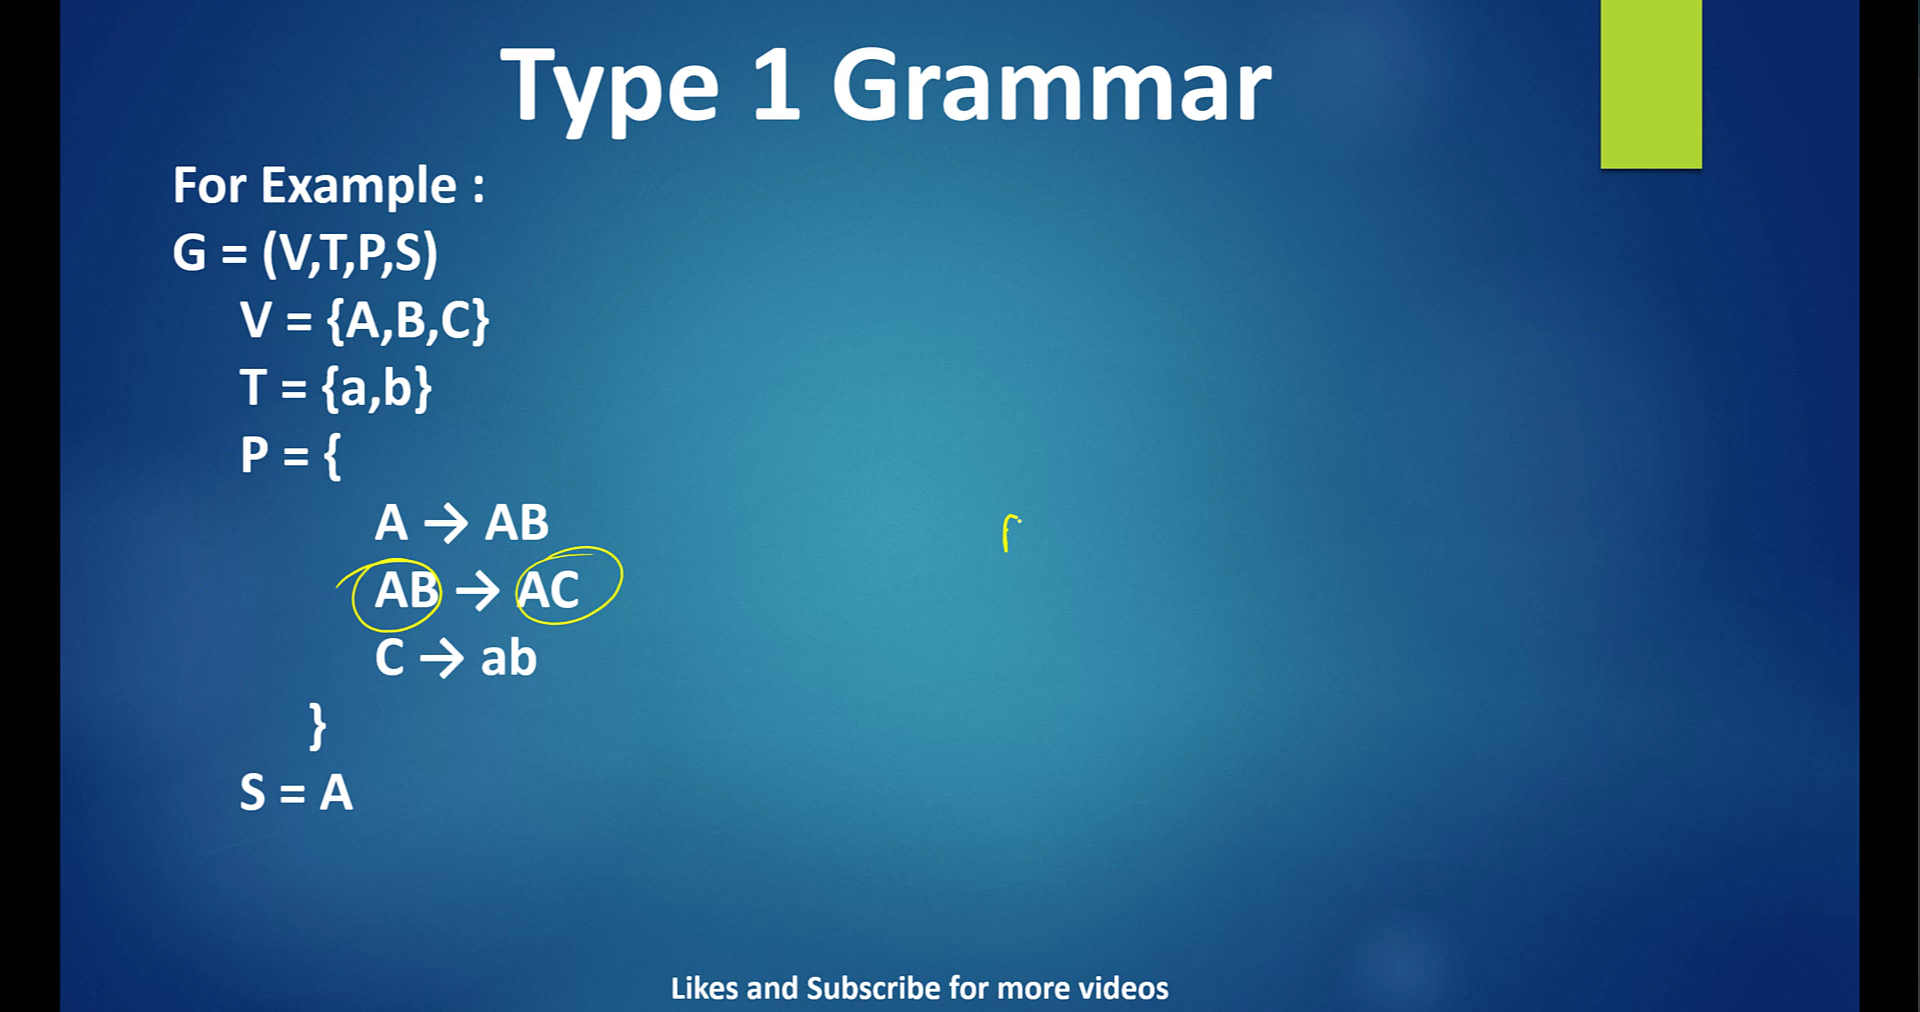 Type 1 Grammar
For Example :
G = (V,T,P,S)
V = {A,B,C}
T = {a,b}
P = {
A → AB
AB → AC
C → ab
}
S = A
Likes and Subscribe for more videos